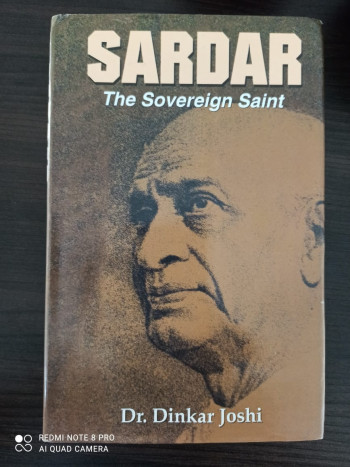 SARDAR
The Sovereign Saint
Dr. Dinkar Joshi
REDMI NOTE 8 PRO
AI QUAD CAMERA